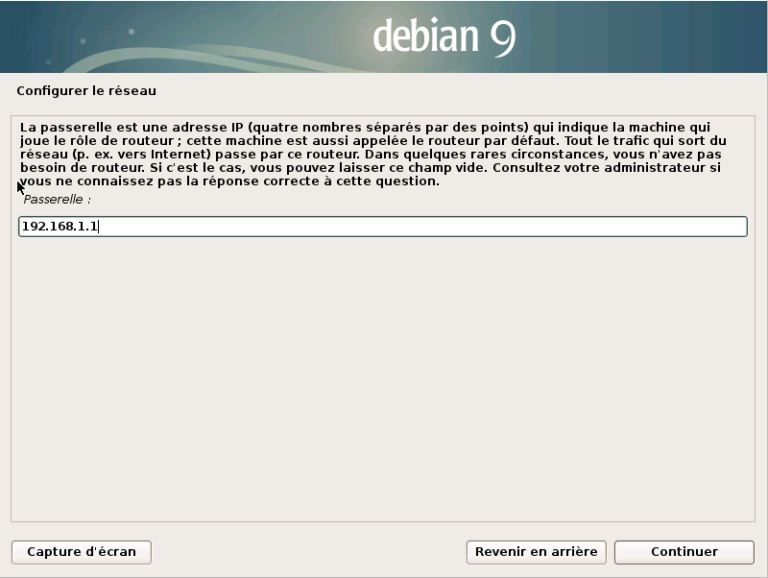 debian 9
Configurer le réseau
La passerelle est une adresse IP (quatre nombres séparés par des points) qui indique la machine qui
joue le rôle de routeur ; cette machine est aussi appelée le routeur par défaut. Tout le trafic qui sort du
réseau (p. ex. vers Internet) passe par ce routeur. Dans quelques rares circonstances, vous n'avez pas
besoin de routeur. Si c'est le cas, vous pouvez laisser ce champ vide. Consultez votre administrateur si
vous ne connaissez pas la réponse correcte à cette question.
Passerelle :
192.168.1.1
Capture d'écran
Revenir en arrière
Continuer